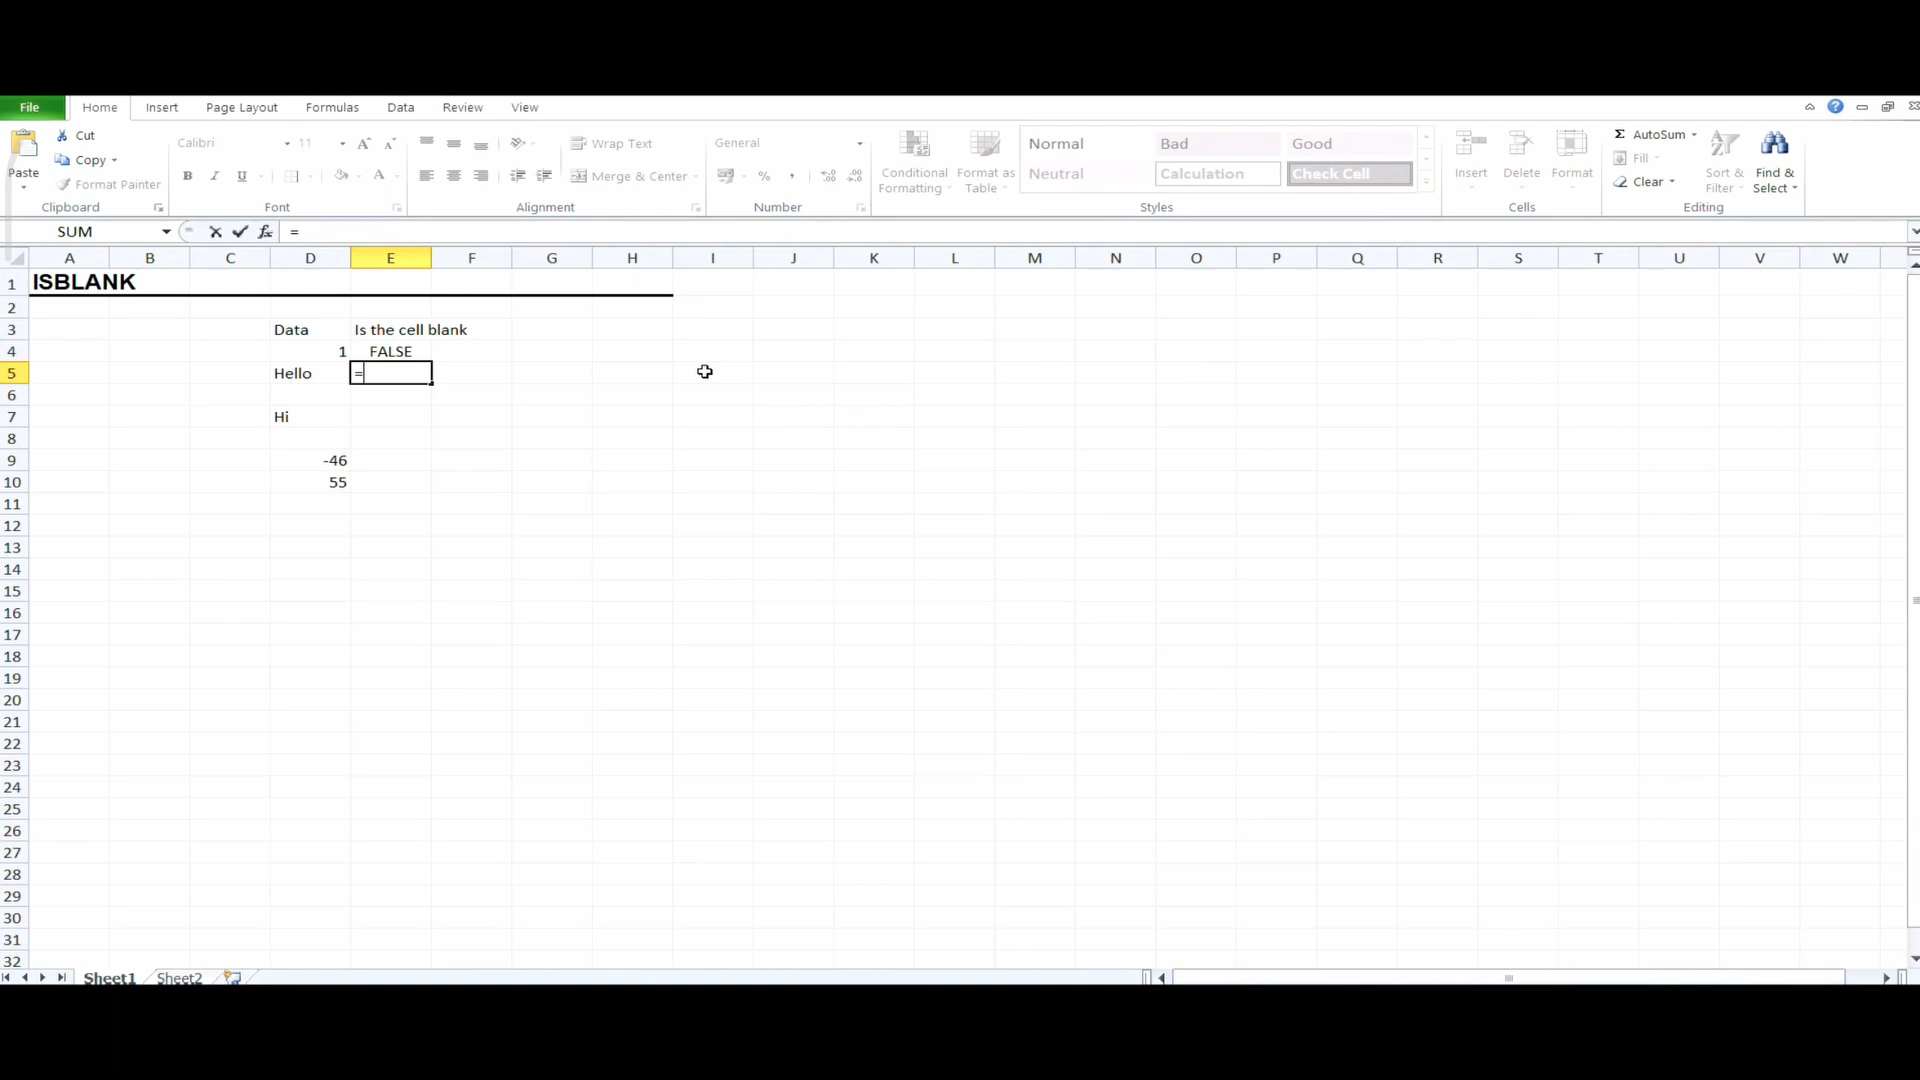 File Home Insert Page Layout Formulas Data Review View
Cut
Copy
Format Painter
Paste
Clipboard
Calibri 11
B I U
Font
Wrap Text
Merge & Center
Alignment
General
%
Number
Conditional Formatting
Format as Table
Normal Bad Good
Neutral Calculation Check Cell
Styles
Insert Delete Format
Cells
Σ AutoSum
Fill
Clear
Sort & Filter
Find & Select
Editing
SUM fx =
A B C D E F G H I J K L M N O P Q R S T U V W
1 ISBLANK
2
3 Data Is the cell blank
4 1 FALSE
5 Hello =
6
7 Hi
8
9 -46
10 55
11
12
13
14
15
16
17
18
19
20
21
22
23
24
25
26
27
28
29
30
31
32
Sheet1 Sheet2